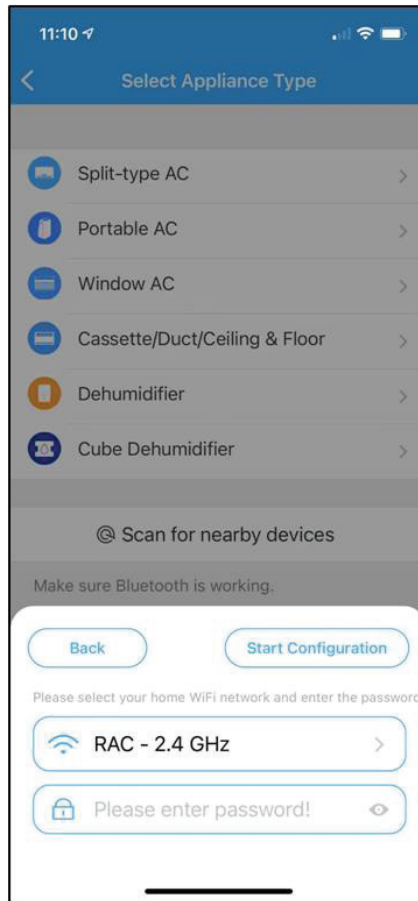 11:10
Select Appliance Type
Split-type AC
Portable AC
Window AC
Cassette/Duct/Ceiling & Floor
Dehumidifier
Cube Dehumidifier
Scan for nearby devices
Make sure Bluetooth is working.
Back
Start Configuration
Please select your home WiFi network and enter the password
RAC - 2.4 GHz
Please enter password!